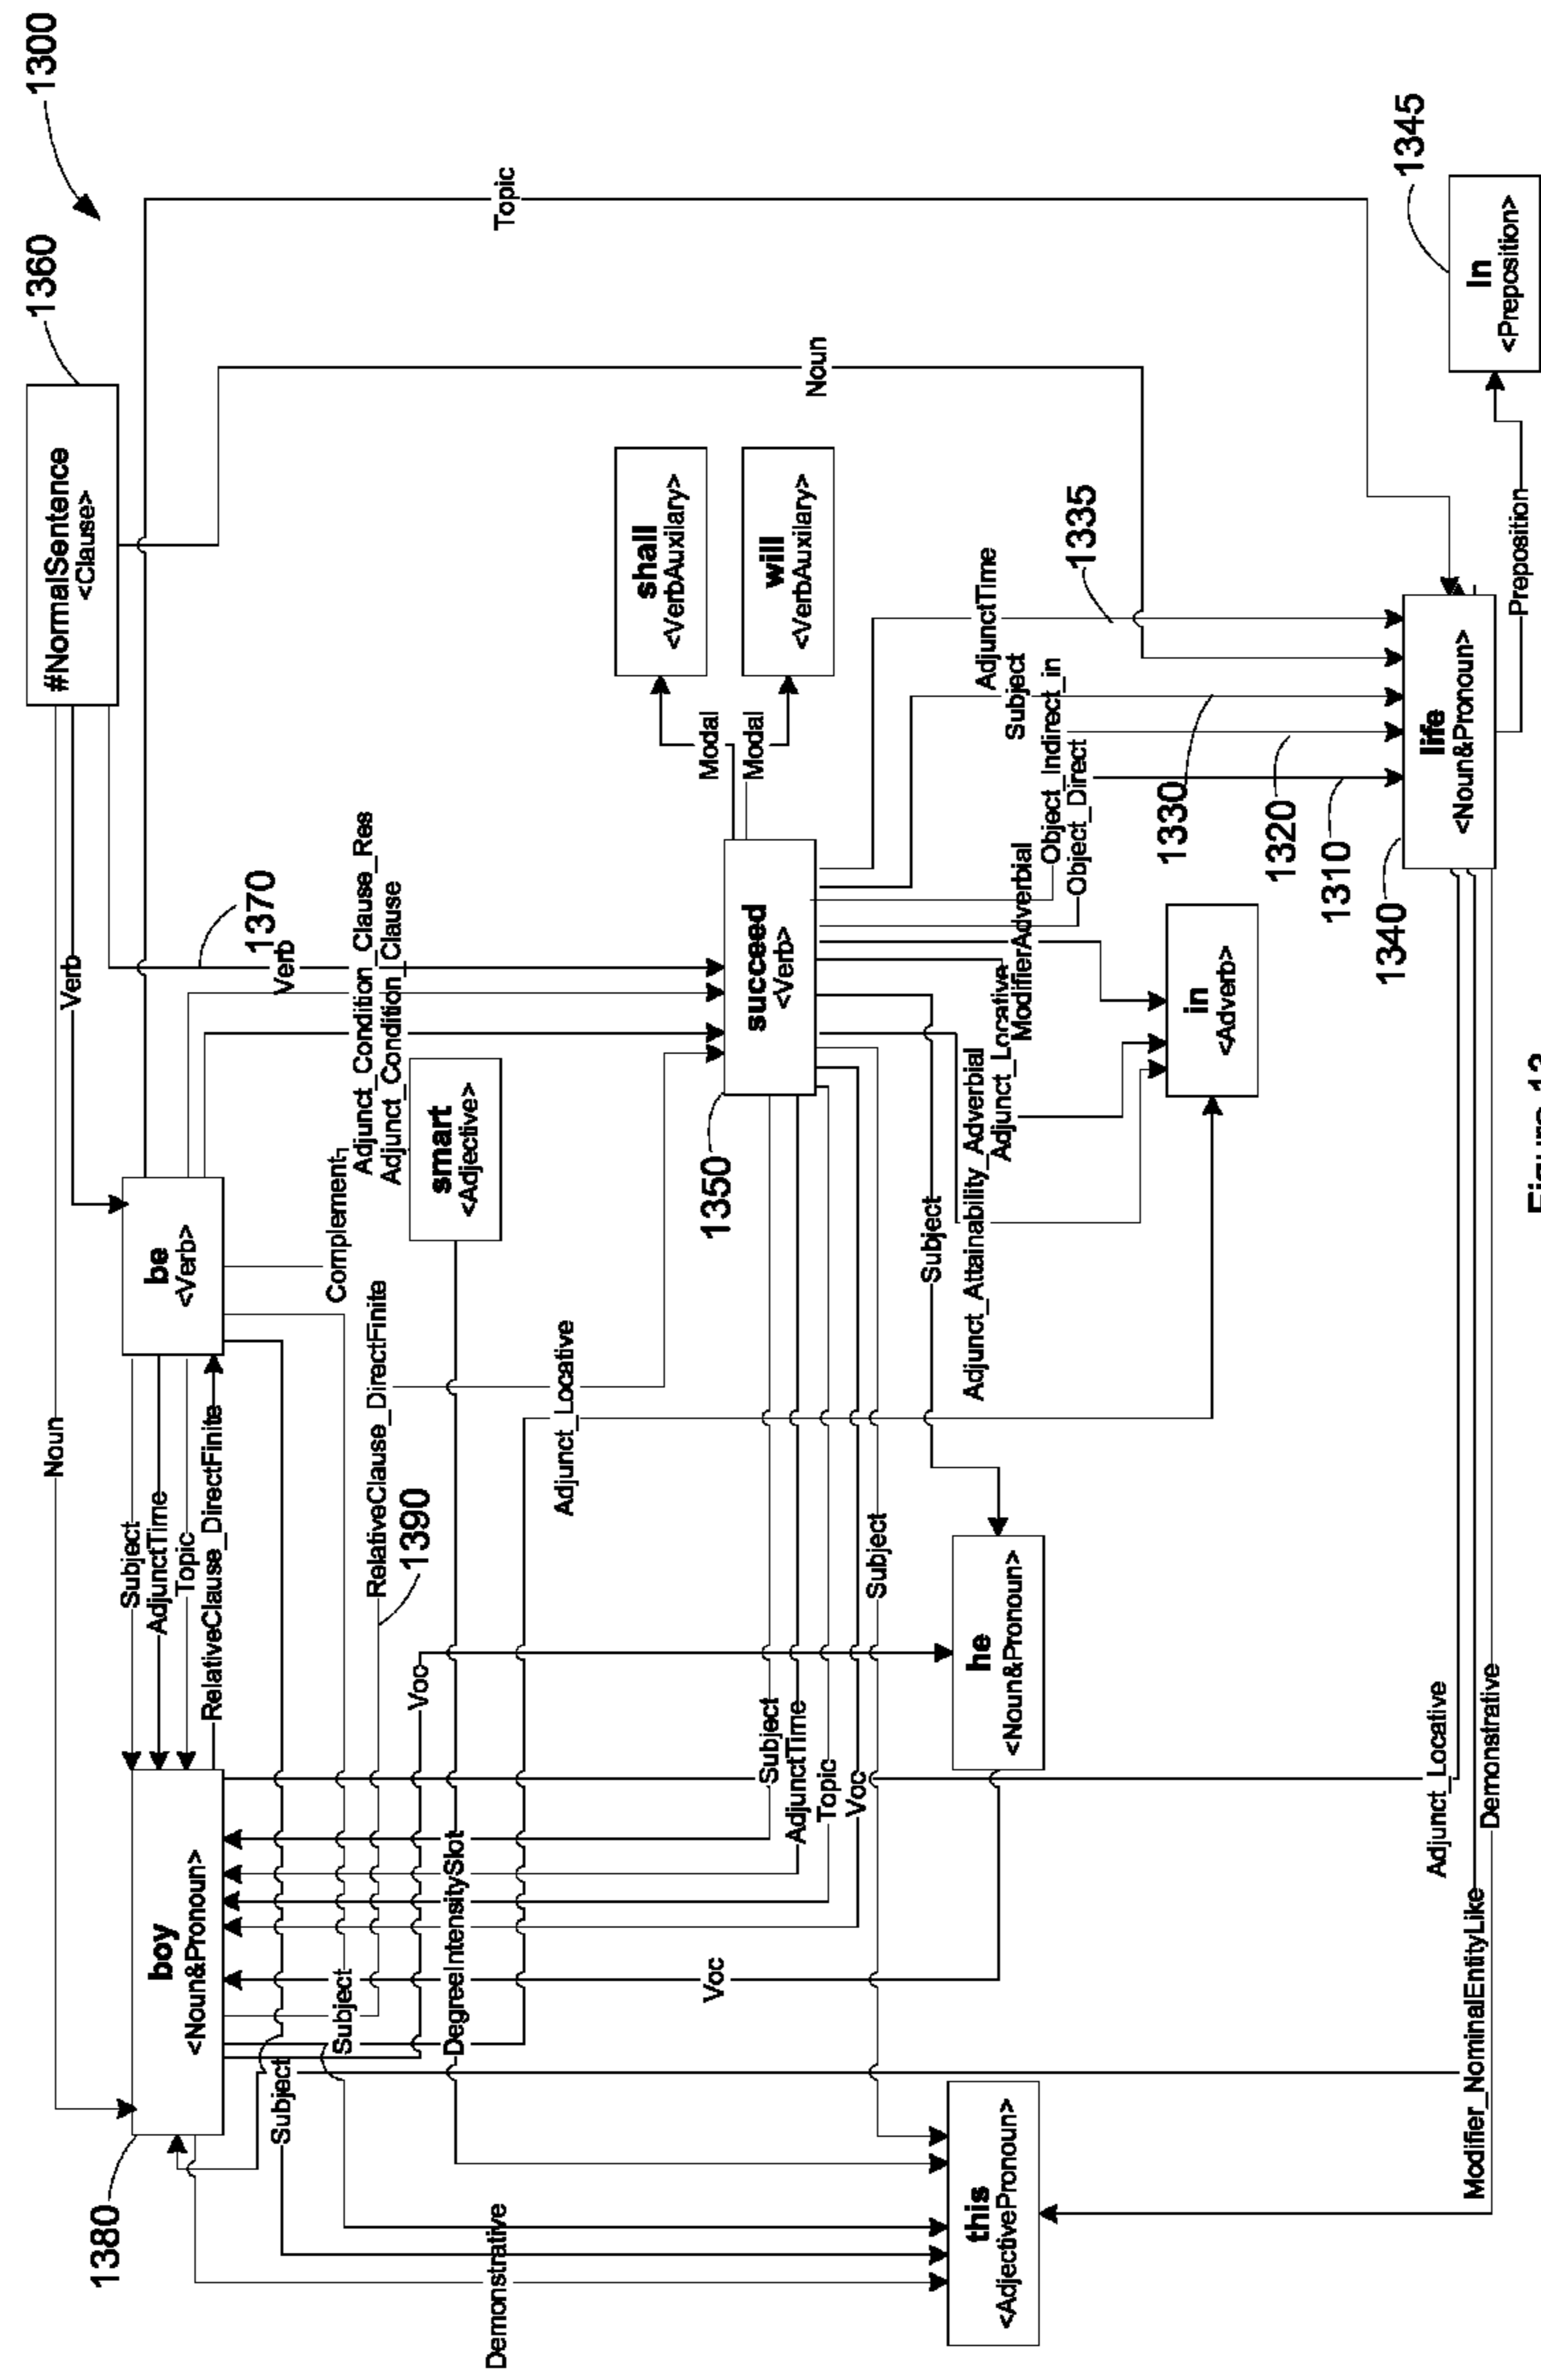 1300
1360
#NormalSentence
<Clause>
Noun
Verb
1370
Verb
Topic
Noun
be
<Verb>
Subject
AdjunctTime
Topic
RelativeClause_DirectFinite
boy
<Noun&Pronoun>
1380
Complement
Adjunct_Condition_Clause_Res
Adjunct_Condition_Clause
smart
<Adjective>
RelativeClause_DirectFinite
1390
Subject
Subject
DegreeIntensitySlot
Voc
Adjunct_Locative
Demonstrative
shall
<VerbAuxilary>
will
<VerbAuxilary>
Modal
Modal
succeed
<Verb>
1350
Subject
AdjunctTime
Topic
Voc
Subject
Voc
Subject
Adjunct_Attainability_Adverbial
Adjunct_Locative
ModifierAdverbial
Object_Indirect_in
Object_Direct
AdjunctTime
Subject
1335
1330
1320
1310
1340
he
<Noun&Pronoun>
this
<AdjectivePronoun>
in
<Adverb>
life
<Noun&Pronoun>
In
<Preposition>
1345
Preposition
Adjunct_Locative
Modifier_NominalEntityLike
Demonstrative
Figure 13